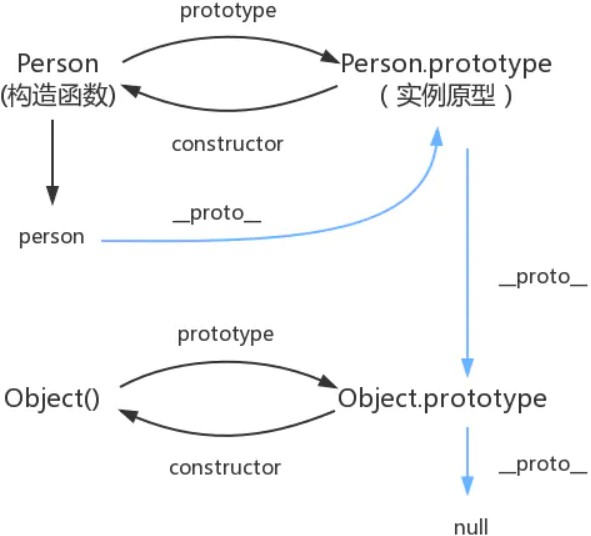 prototype
Person
(构造函数)
Person.prototype
（实例原型）
constructor
__proto__
person
__proto__
prototype
Object()
Object.prototype
constructor
__proto__
null